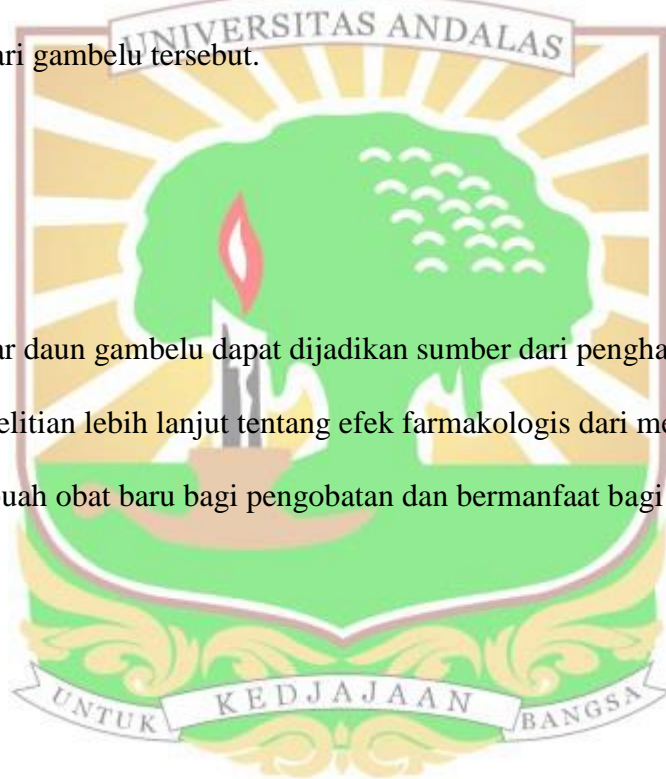 UNIVERSITAS ANDALAS
ari gambelu tersebut.
ar daun gambelu dapat dijadikan sumber dari pengha
elitian lebih lanjut tentang efek farmakologis dari me
buah obat baru bagi pengobatan dan bermanfaat bagi
UNTUK KEDJAJAAN BANGSA